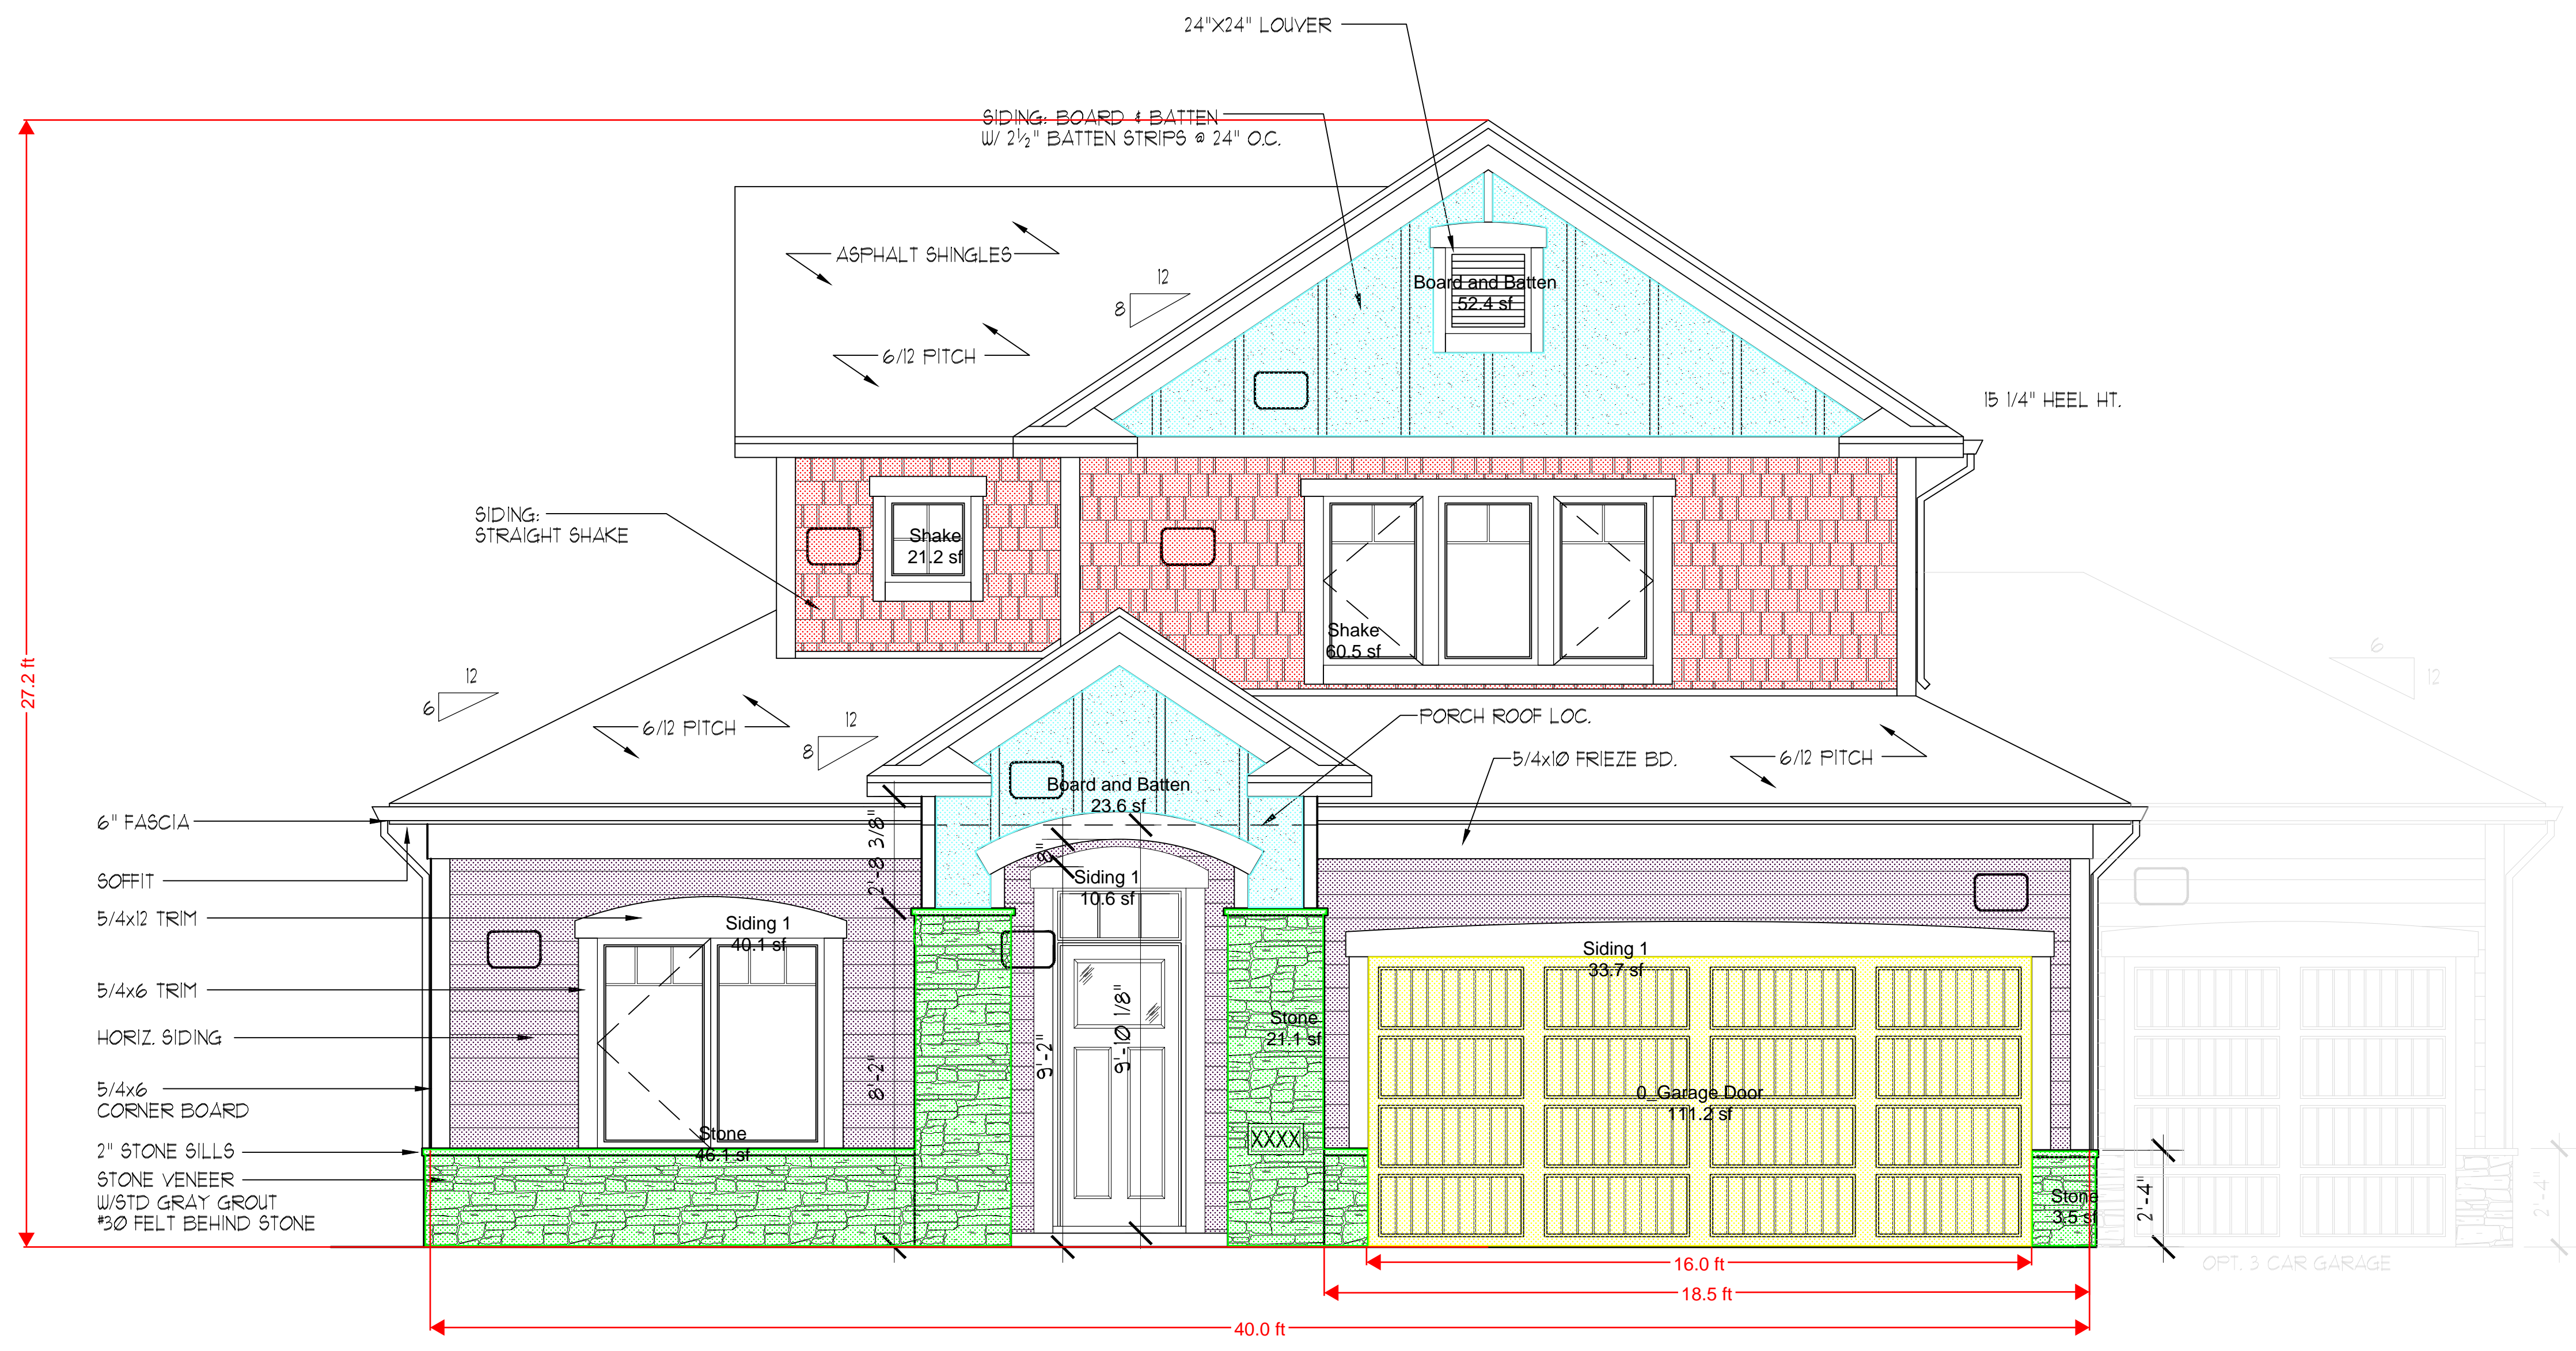 24"X24" LOUVER
SIDING: BOARD & BATTEN
W/ 2½" BATTEN STRIPS @ 24" O.C.
ASPHALT SHINGLES
12
8
6/12 PITCH
Board and Batten
52.4 sf
15 1/4" HEEL HT.
SIDING:
STRAIGHT SHAKE
Shake
21.2 sf
Shake
60.5 sf
27.2 ft
12
6
6/12 PITCH
12
8
PORCH ROOF LOC.
5/4x10 FRIEZE BD.
6/12 PITCH
6
12
Board and Batten
23.6 sf
6" FASCIA
SOFFIT
5/4x12 TRIM
5/4x6 TRIM
HORIZ. SIDING
5/4x6
CORNER BOARD
2" STONE SILLS
STONE VENEER
W/STD GRAY GROUT
#30 FELT BEHIND STONE
2'-8 3/8"
8"
Siding 1
10.6 sf
Siding 1
40.1 sf
Siding 1
33.7 sf
8'-2"
9'-2"
9'-10 1/8"
Stone
21.1 sf
0_Garage Door
111.2 sf
XXXX
Stone
46.1 sf
Stone
3.5 sf
2'-4"
2'-4"
OPT. 3 CAR GARAGE
16.0 ft
18.5 ft
40.0 ft